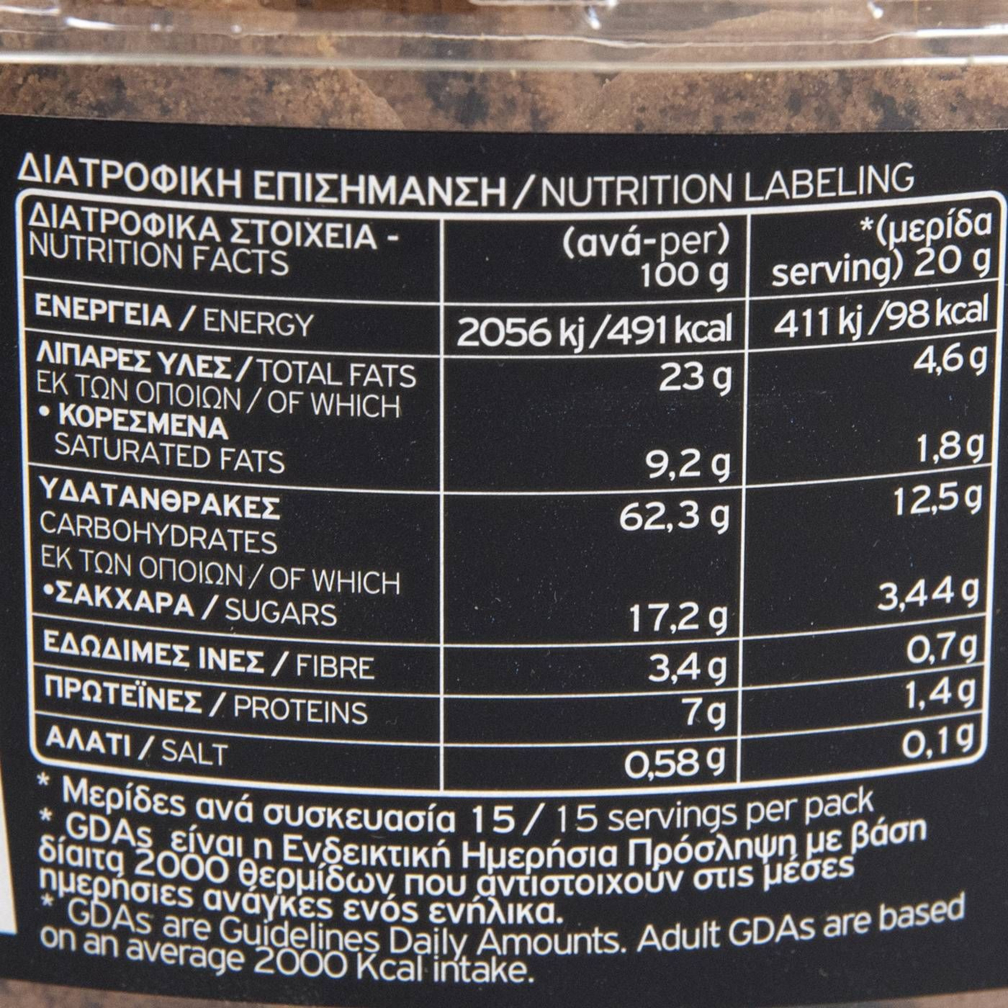 ΔΙΑΤΡΟΦΙΚΗ ΕΠΙΣΗΜΑΝΣΗ/NUTRITION LABELING
ΔΙΑΤΡΟΦΙΚΑ ΣΤΟΙΧΕΙΑ - (ανά-per) *(μερίδα
NUTRITION FACTS 100 g serving) 20 g
ΕΝΕΡΓΕΙΑ / ENERGY 2056 kj/491 kcal 411 kj/98 kcal
ΛΙΠΑΡΕΣ ΥΛΕΣ/TOTAL FATS 23 g 4,6 g
ΕΚ ΤΩΝ ΟΠΟΙΩΝ/OF WHICH
• ΚΟΡΕΣΜΕΝΑ
SATURATED FATS 9,2 g 1,8 g
ΥΔΑΤΑΝΘΡΑΚΕΣ 62,3 g 12,5 g
CARBOHYDRATES
ΕΚ ΤΩΝ ΟΠΟΙΩΝ/OF WHICH
•ΣΑΚΧΑΡΑ / SUGARS 17,2 g 3,44 g
ΕΔΩΔΙΜΕΣ ΙΝΕΣ / FIBRE 3,4 g 0,7 g
ΠΡΩΤΕΪΝΕΣ / PROTEINS 7 g 1,4 g
ΑΛΑΤΙ / SALT 0,58 g 0,1 g
* Μερίδες ανά συσκευασία 15 / 15 servings per pack
* GDAs είναι η Ενδεικτική Ημερήσια Πρόσληψη με βάση
δίαιτα 2000 θερμίδων που αντιστοιχούν στις μέσες
ημερήσιες ανάγκες ενός ενήλικα.
* GDAs are Guidelines Daily Amounts. Adult GDAs are based
on an average 2000 Kcal intake.